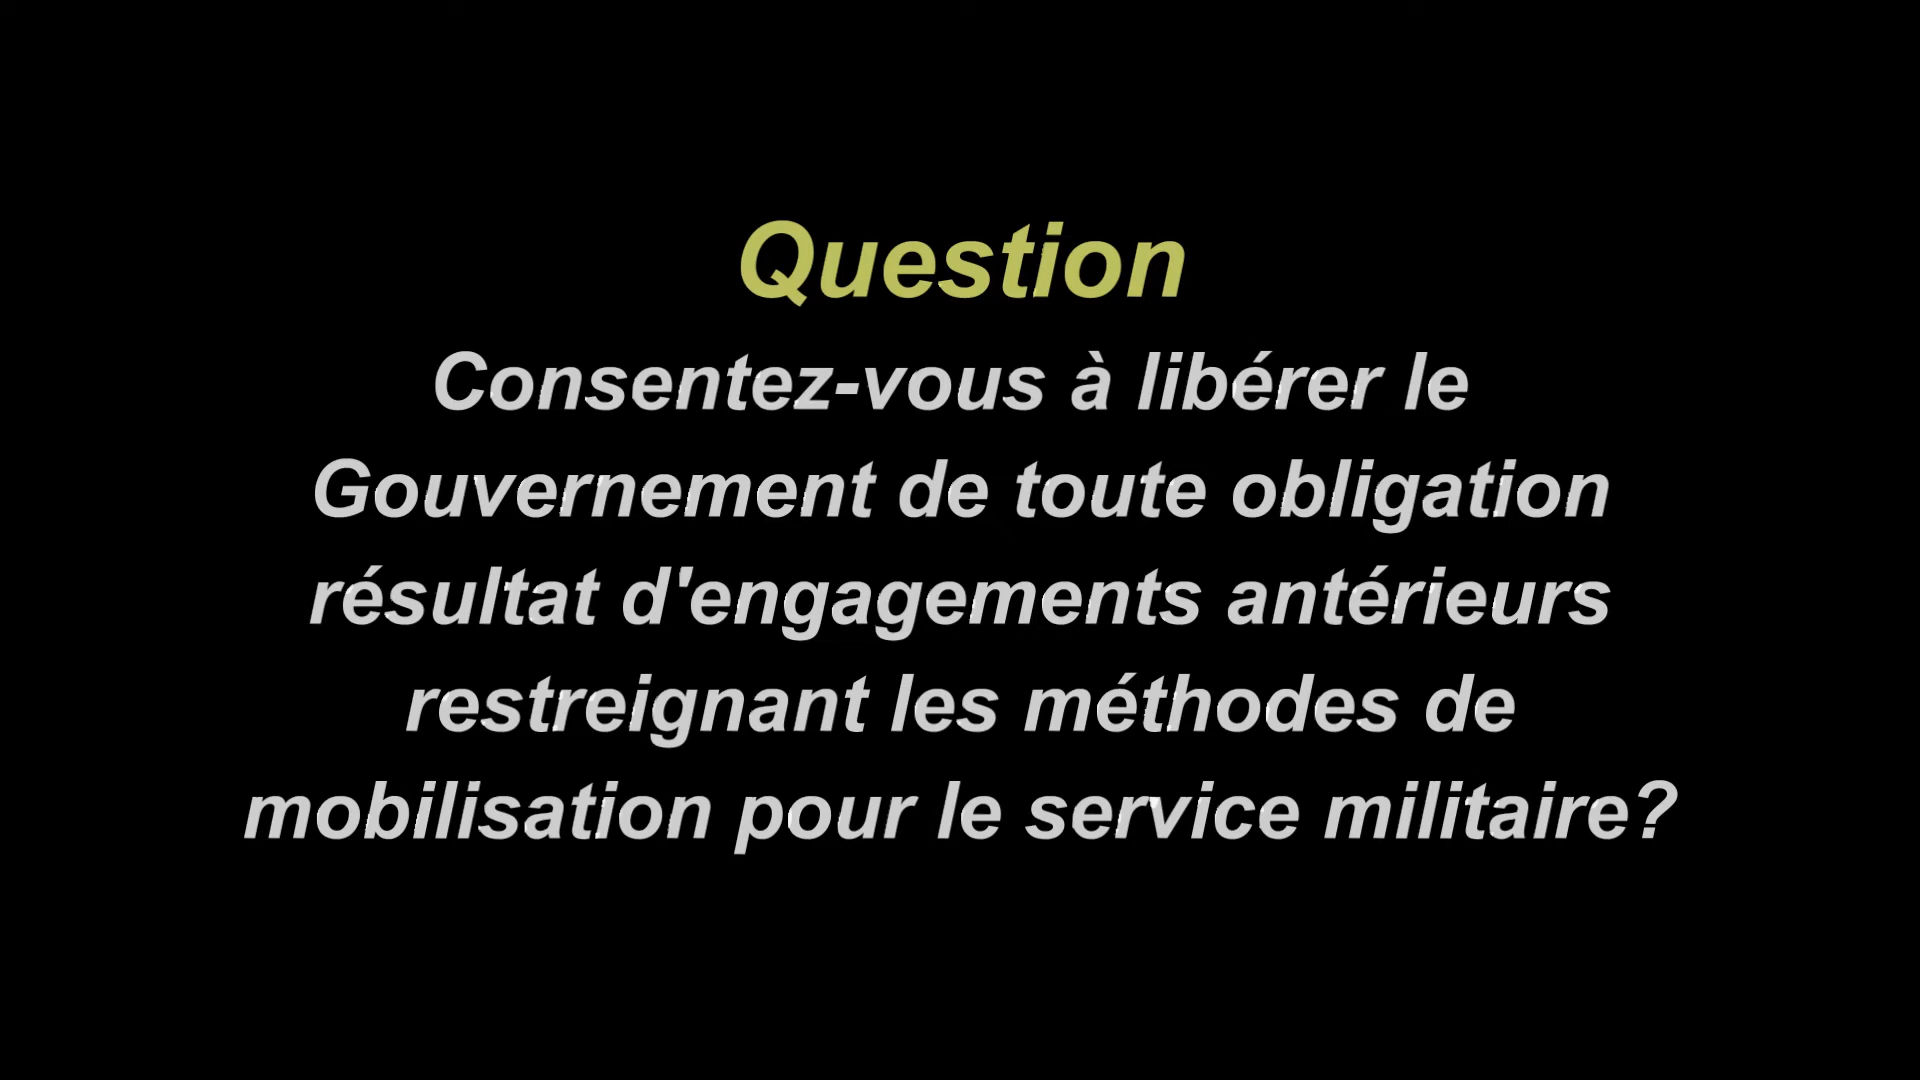 Question
Consentez-vous à libérer le
Gouvernement de toute obligation
résultat d'engagements antérieurs
restreignant les méthodes de
mobilisation pour le service militaire?